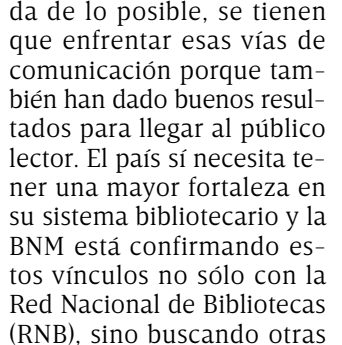 da de lo posible, se tienen
que enfrentar esas vías de
comunicación porque tam-
bién han dado buenos resul-
tados para llegar al público
lector. El país sí necesita te-
ner una mayor fortaleza en
su sistema bibliotecario y la
BNM está confirmando es-
tos vínculos no sólo con la
Red Nacional de Bibliotecas
(RNB), sino buscando otras